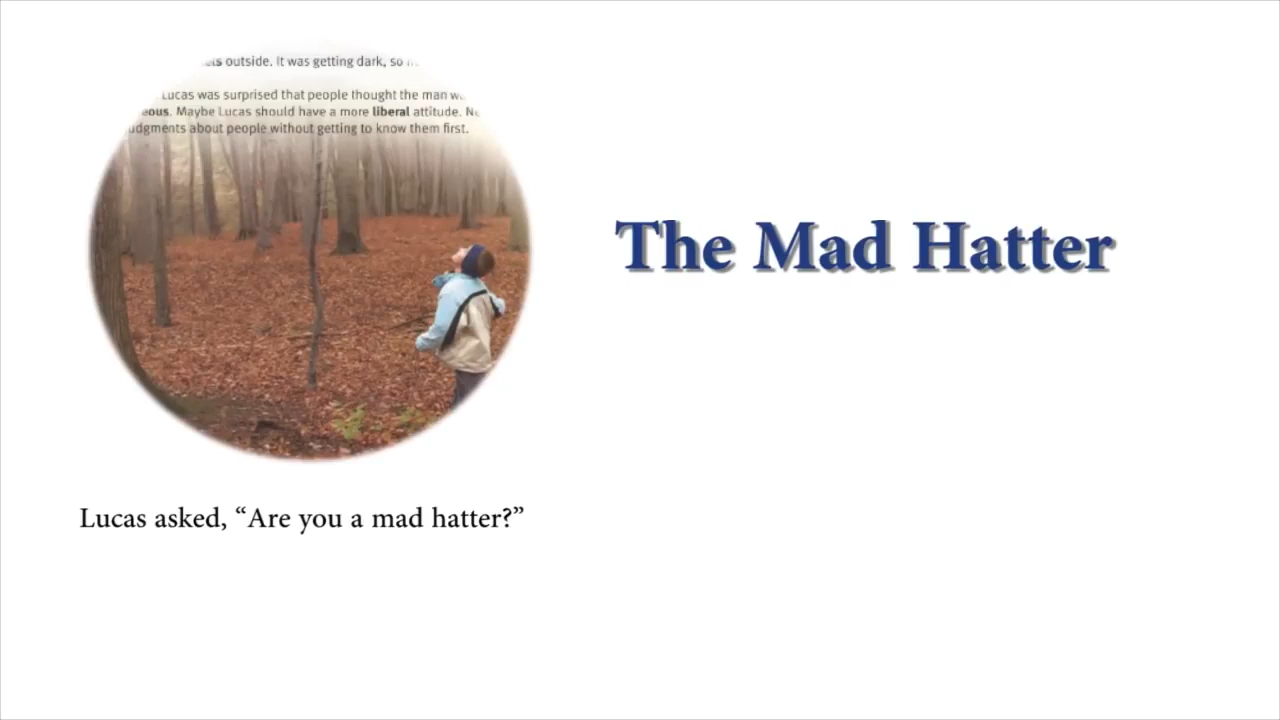 outside. It was getting dark, so
Lucas was surprised that people thought the man
Maybe Lucas should have a more liberal attitude.
about people without getting to know them first.
The Mad Hatter
Lucas asked, “Are you a mad hatter?”